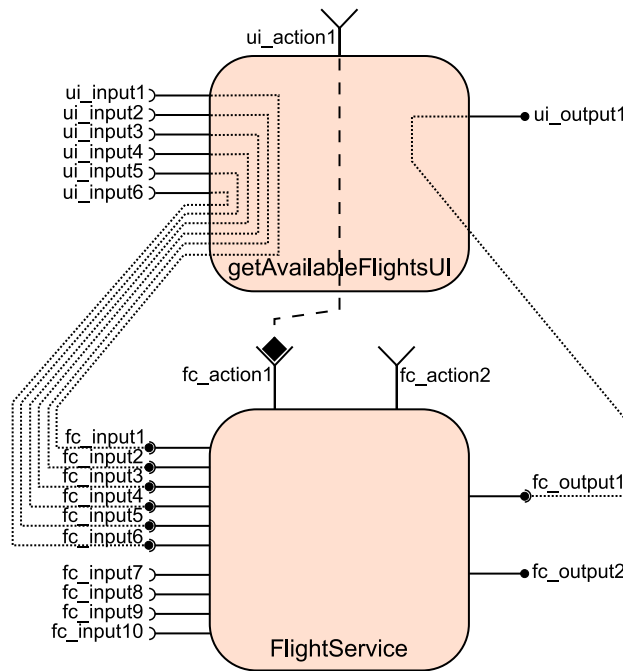 ui_action1
ui_input1
ui_input2
ui_input3
ui_input4
ui_input5
ui_input6
ui_output1
getAvailableFlightsUI
fc_action1
fc_action2
fc_input1
fc_input2
fc_input3
fc_input4
fc_input5
fc_input6
fc_output1
fc_input7
fc_input8
fc_input9
fc_input10
fc_output2
FlightService